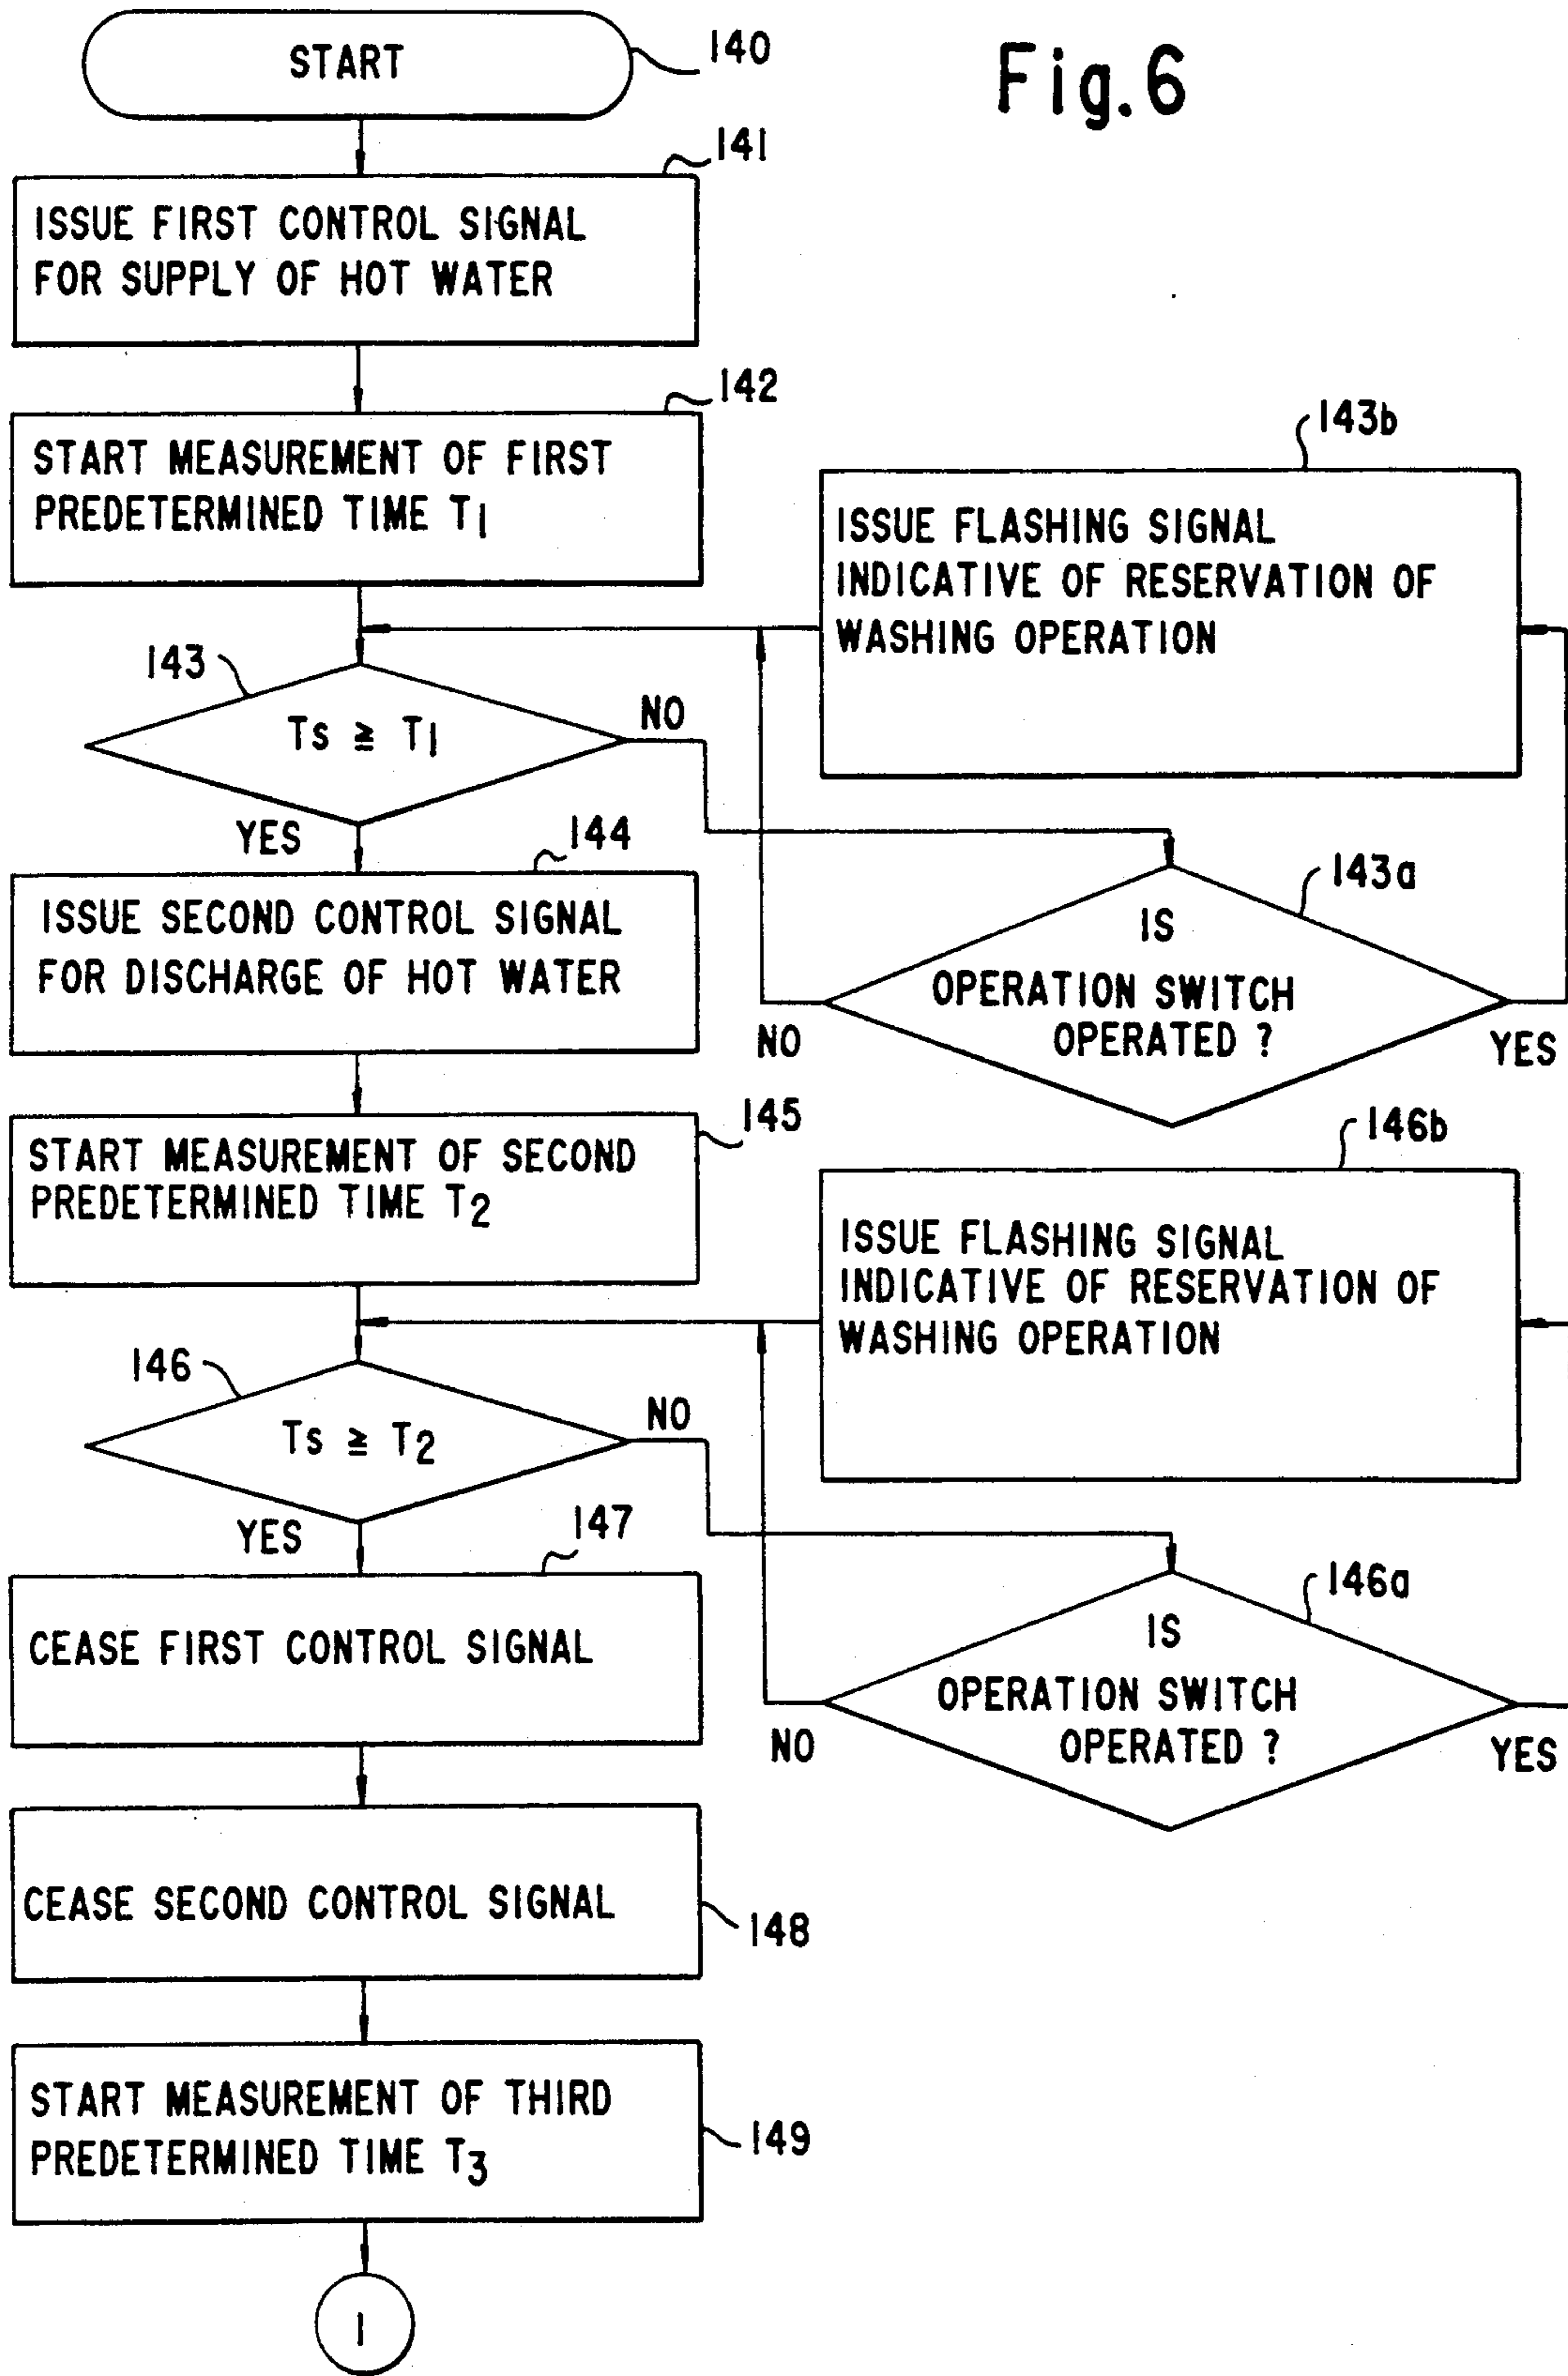 Fig.6
START
140
141
ISSUE FIRST CONTROL SIGNAL
FOR SUPPLY OF HOT WATER
142
START MEASUREMENT OF FIRST
PREDETERMINED TIME T1
143
Ts ≧ T1
NO
YES
143b
ISSUE FLASHING SIGNAL
INDICATIVE OF RESERVATION OF
WASHING OPERATION
143a
IS
OPERATION SWITCH
OPERATED ?
NO
YES
144
ISSUE SECOND CONTROL SIGNAL
FOR DISCHARGE OF HOT WATER
145
START MEASUREMENT OF SECOND
PREDETERMINED TIME T2
146
Ts ≧ T2
NO
YES
146b
ISSUE FLASHING SIGNAL
INDICATIVE OF RESERVATION OF
WASHING OPERATION
146a
IS
OPERATION SWITCH
OPERATED ?
NO
YES
147
CEASE FIRST CONTROL SIGNAL
CEASE SECOND CONTROL SIGNAL
148
START MEASUREMENT OF THIRD
PREDETERMINED TIME T3
149
1